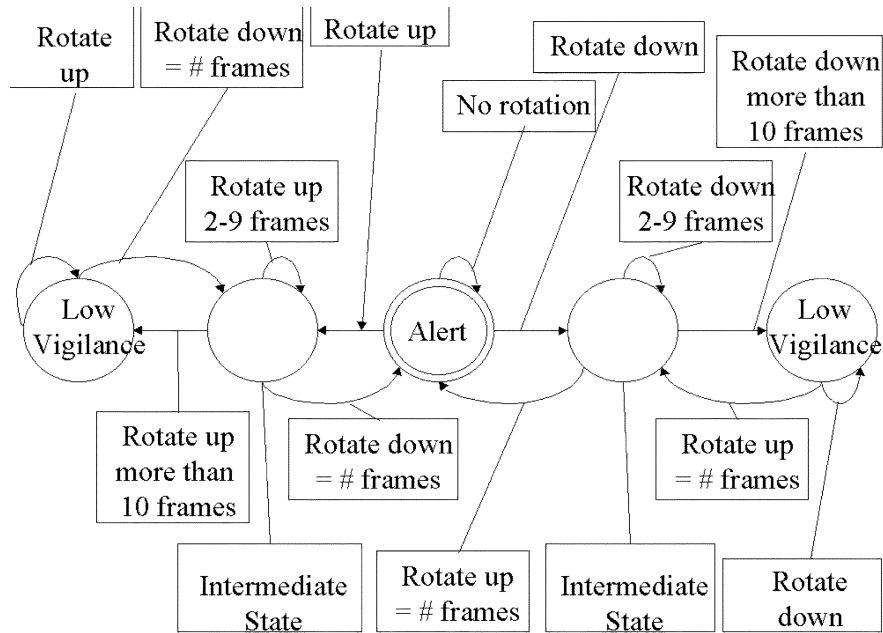 Rotate
up
Rotate down
= # frames
Rotate up
Rotate down
Rotate down
more than
10 frames
No rotation
Rotate up
2-9 frames
Rotate down
2-9 frames
Low
Vigilance
Alert
Low
Vigilance
Rotate up
more than
10 frames
Rotate down
= # frames
Rotate up
= # frames
Intermediate
State
Rotate up
= # frames
Intermediate
State
Rotate
down